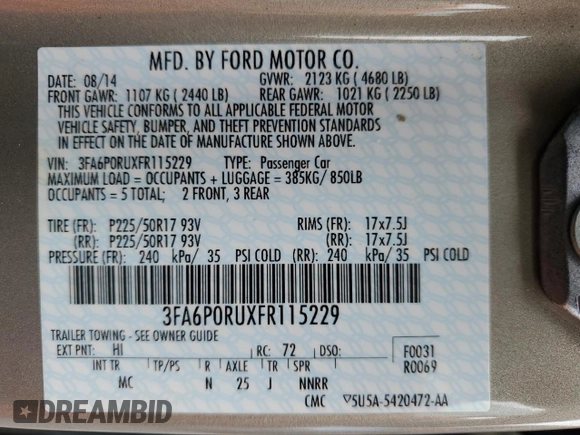 MFD. BY FORD MOTOR CO.
DATE: 08/14 GVWR: 2123 KG ( 4680 LB)
FRONT GAWR: 1107 KG ( 2440 LB) REAR GAWR: 1021 KG ( 2250 LB)
THIS VEHICLE CONFORMS TO ALL APPLICABLE FEDERAL MOTOR
VEHICLE SAFETY, BUMPER, AND THEFT PREVENTION STANDARDS
IN EFFECT ON THE DATE OF MANUFACTURE SHOWN ABOVE.
VIN: 3FA6P0RUXFR115229 TYPE: Passenger Car
MAXIMUM LOAD = OCCUPANTS + LUGGAGE = 385KG/ 850LB
OCCUPANTS = 5 TOTAL; 2 FRONT, 3 REAR
TIRE (FR): P225/50R17 93V RIMS (FR): 17x7.5J
(RR): P225/50R17 93V (RR): 17x7.5J
PRESSURE (FR): 240 kPa/ 35 PSI COLD (RR): 240 kPa/ 35 PSI COLD
3FA6P0RUXFR115229
TRAILER TOWING - SEE OWNER GUIDE
EXT PNT: HI RC: 72 DSO: F0031
INT TR TP/PS R AXLE TR SPR R0069
MC N 25 J NNRR
CMC ▽5U5A-5420472-AA
DREAMBID